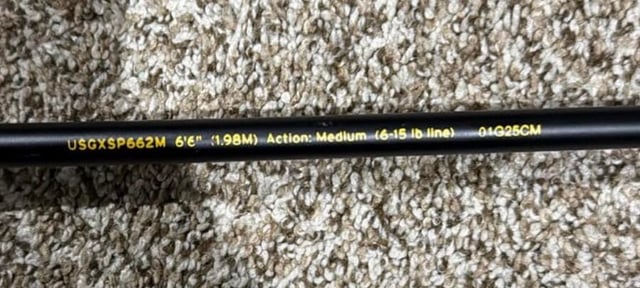 USGXSP662M 6'6" (1.98M) Action: Medium (6-15 lb line) 01G25CM